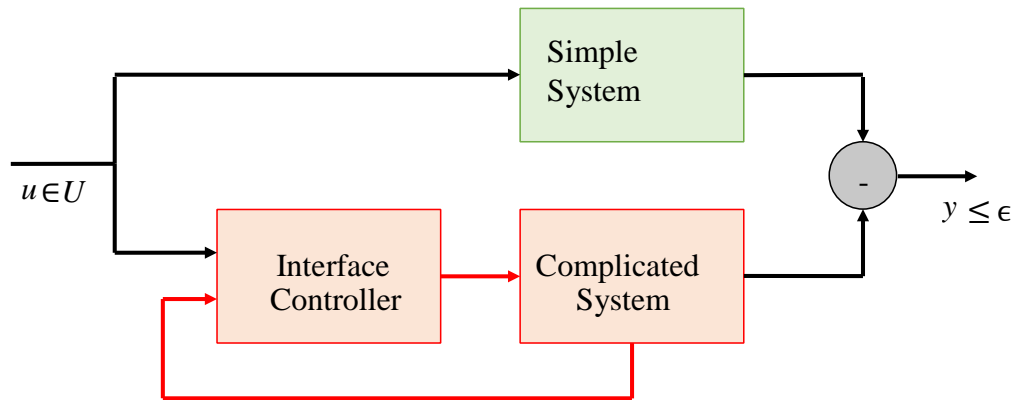 Simple
System
-
u∈U
y ≤ ϵ
Interface
Controller
Complicated
System